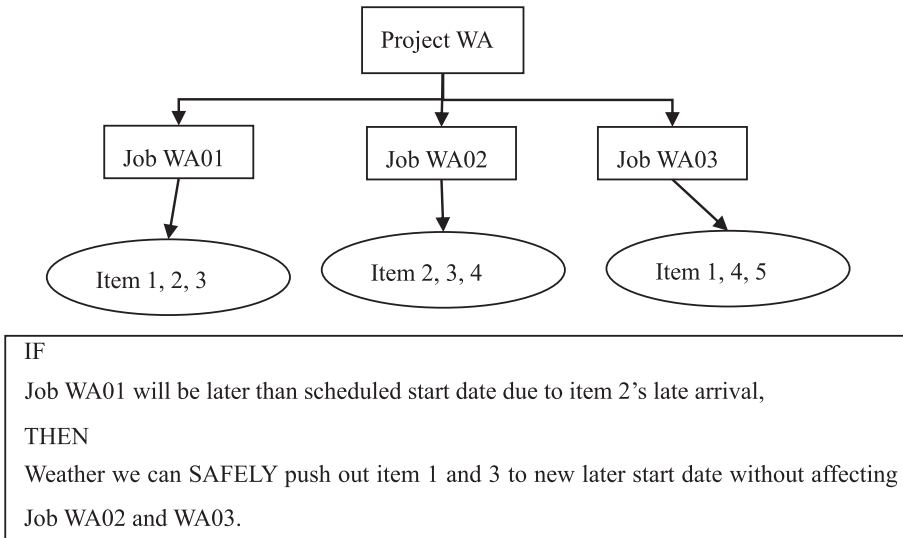 Project WA
Job WA01
Job WA02
Job WA03
Item 1, 2, 3
Item 2, 3, 4
Item 1, 4, 5
IF
Job WA01 will be later than scheduled start date due to item 2’s late arrival,
THEN
Weather we can SAFELY push out item 1 and 3 to new later start date without affecting
Job WA02 and WA03.